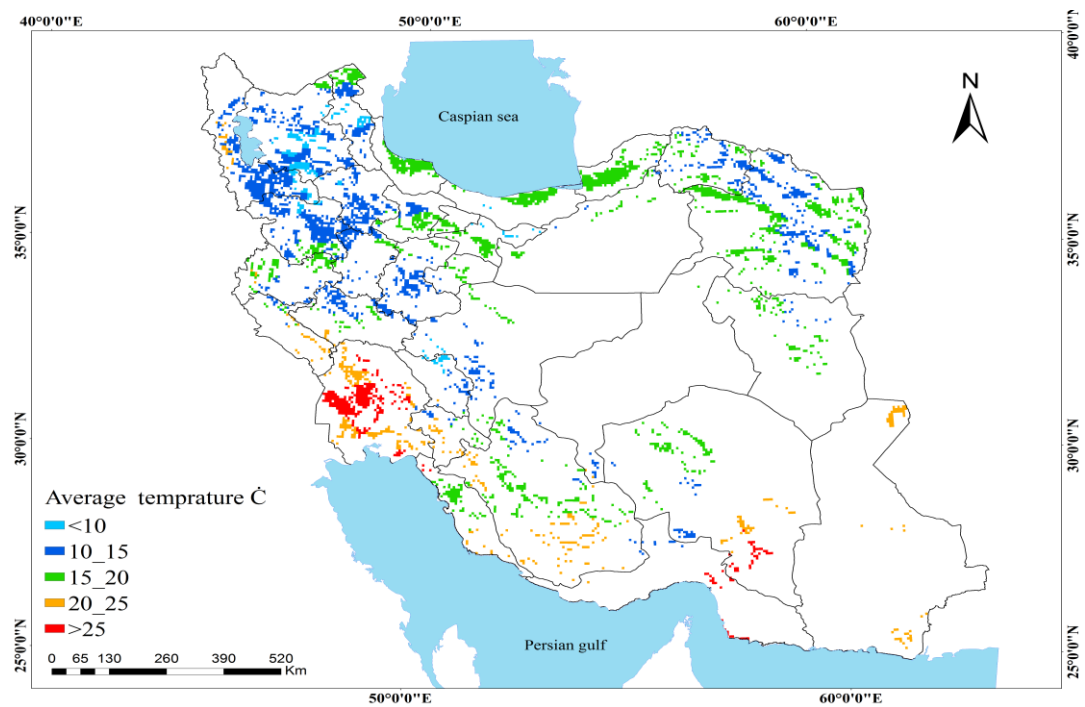 40°0'0"E 50°0'0"E 60°0'0"E
40°0'0"N
40°0'0"N
N
Caspian sea
35°0'0"N
35°0'0"N
30°0'0"N
30°0'0"N
Average temprature Ċ
<10
10_15
15_20
20_25
>25
25°0'0"N
25°0'0"N
Persian gulf
0 65 130 260 390 520
Km
50°0'0"E 60°0'0"E